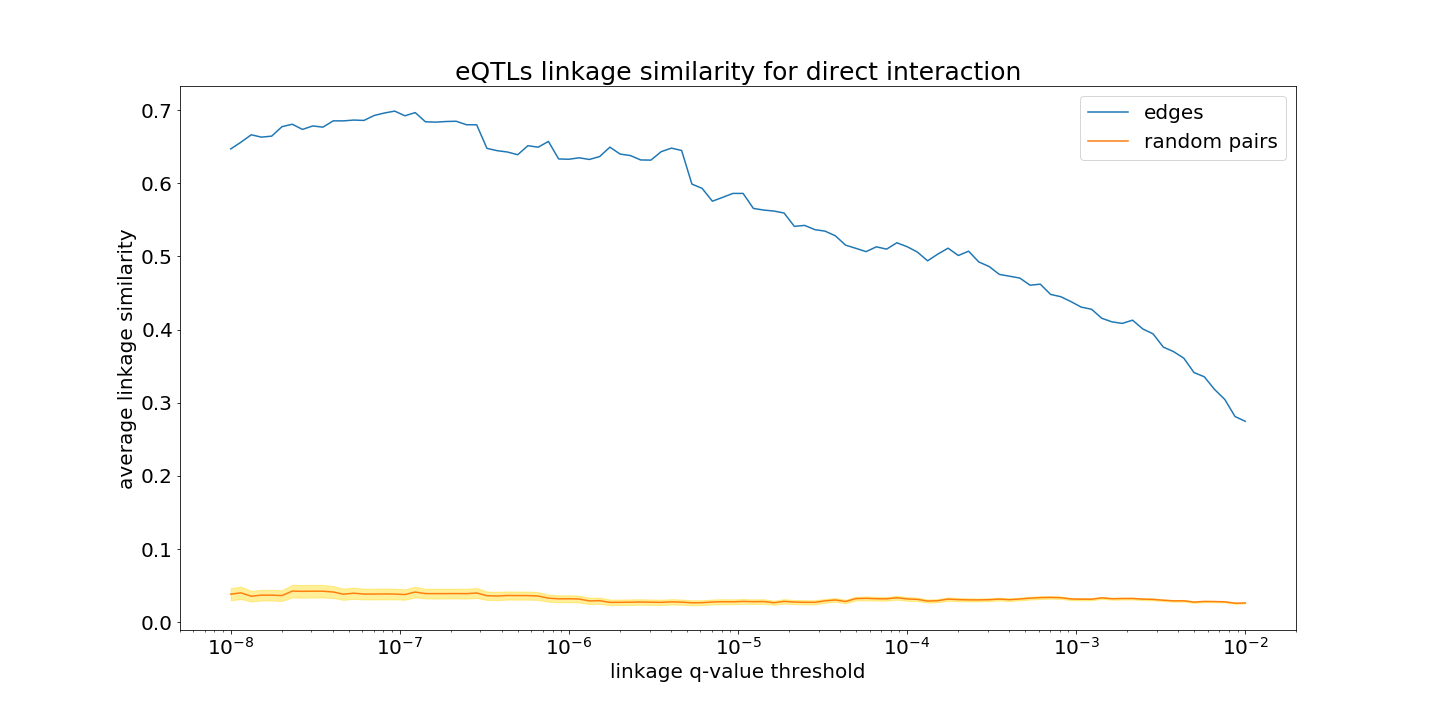 eQTLs linkage similarity for direct interaction
edges
random pairs
average linkage similarity
0.7
0.6
0.5
0.4
0.3
0.2
0.1
0.0
10⁻⁸ 10⁻⁷ 10⁻⁶ 10⁻⁵ 10⁻⁴ 10⁻³ 10⁻²
linkage q-value threshold